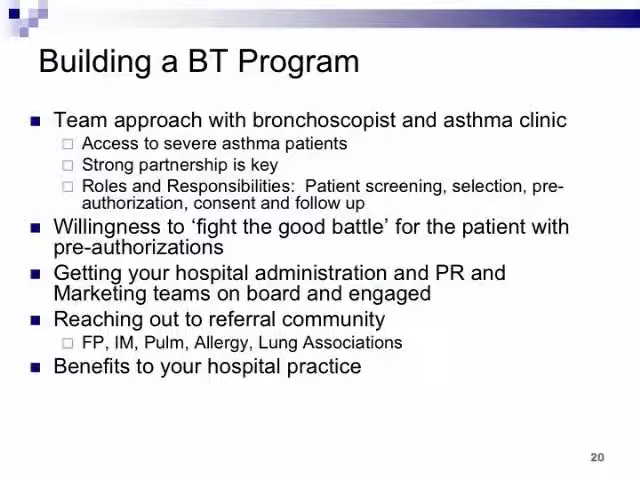 Building a BT Program
Team approach with bronchoscopist and asthma clinic
Access to severe asthma patients
Strong partnership is key
Roles and Responsibilities: Patient screening, selection, pre-
authorization, consent and follow up
Willingness to ‘fight the good battle’ for the patient with
pre-authorizations
Getting your hospital administration and PR and
Marketing teams on board and engaged
Reaching out to referral community
FP, IM, Pulm, Allergy, Lung Associations
Benefits to your hospital practice
20